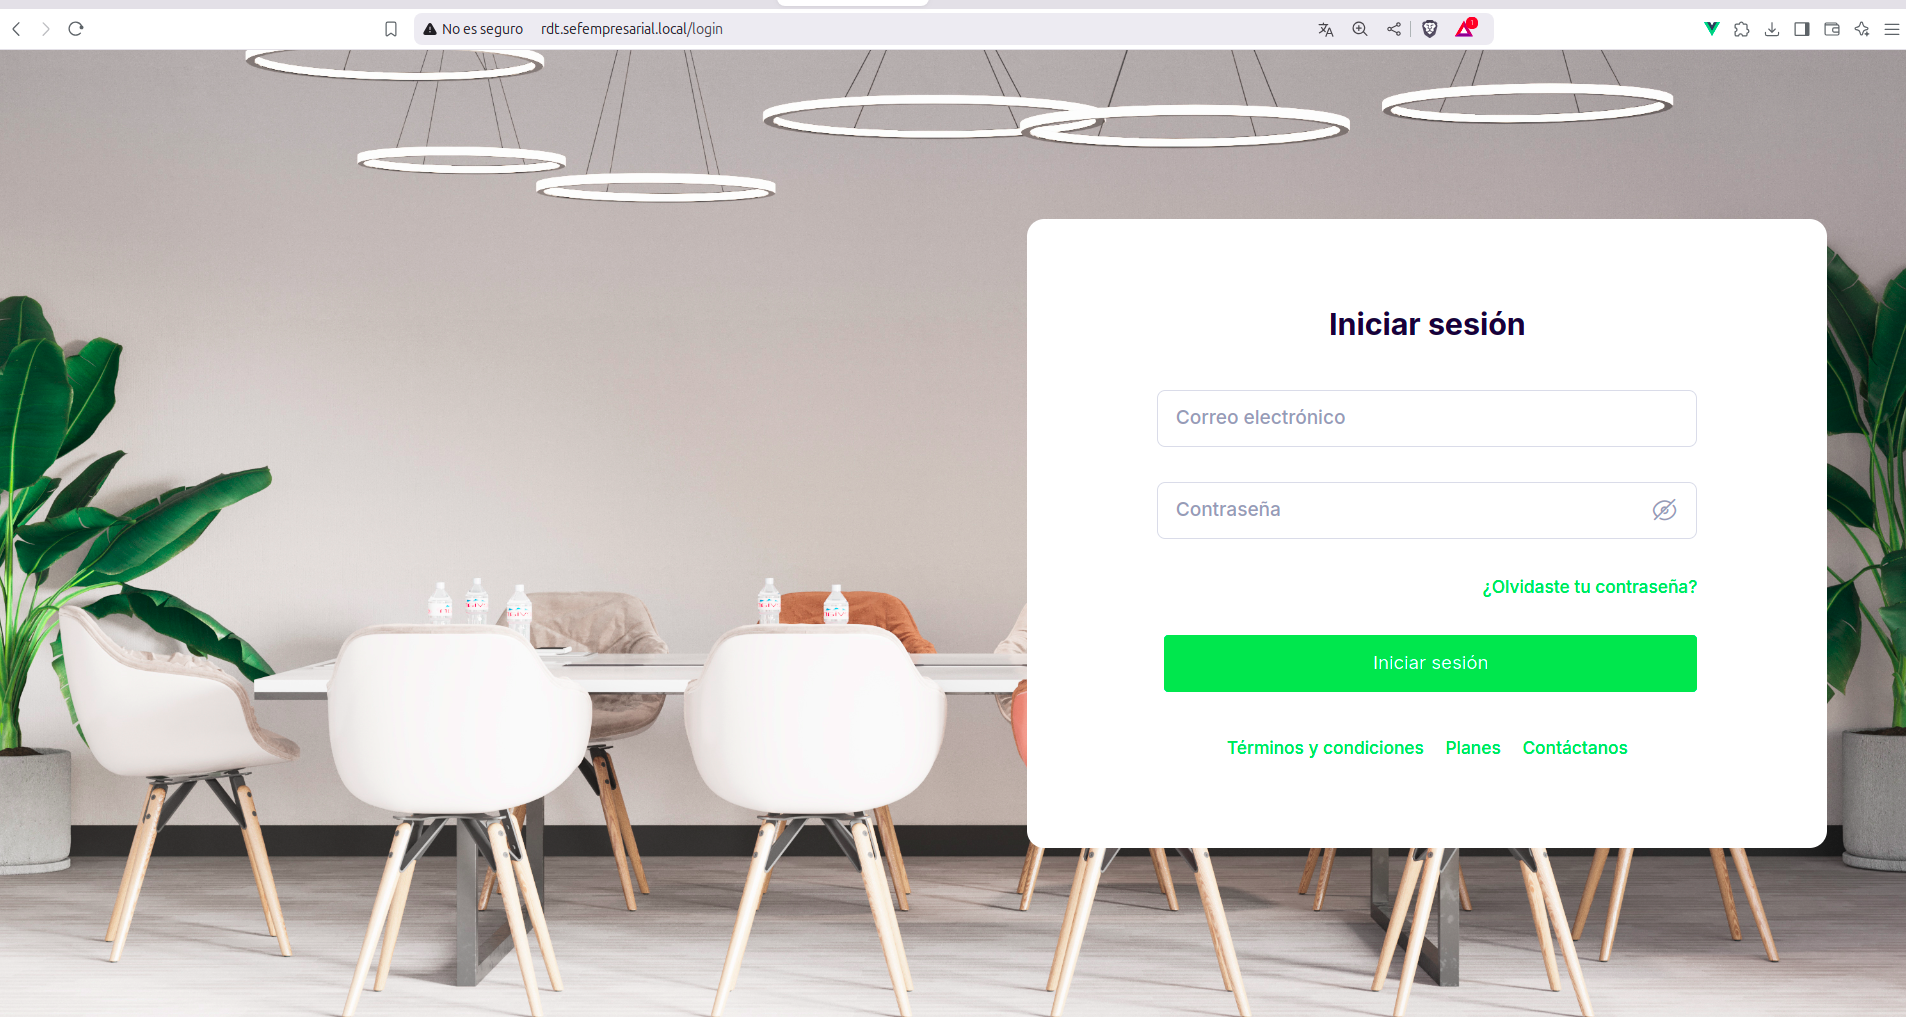 No es seguro rdt.sefempresarial.local/login
1
Iniciar sesión
Correo electrónico
Contraseña
¿Olvidaste tu contraseña?
Iniciar sesión
Términos y condiciones Planes Contáctanos